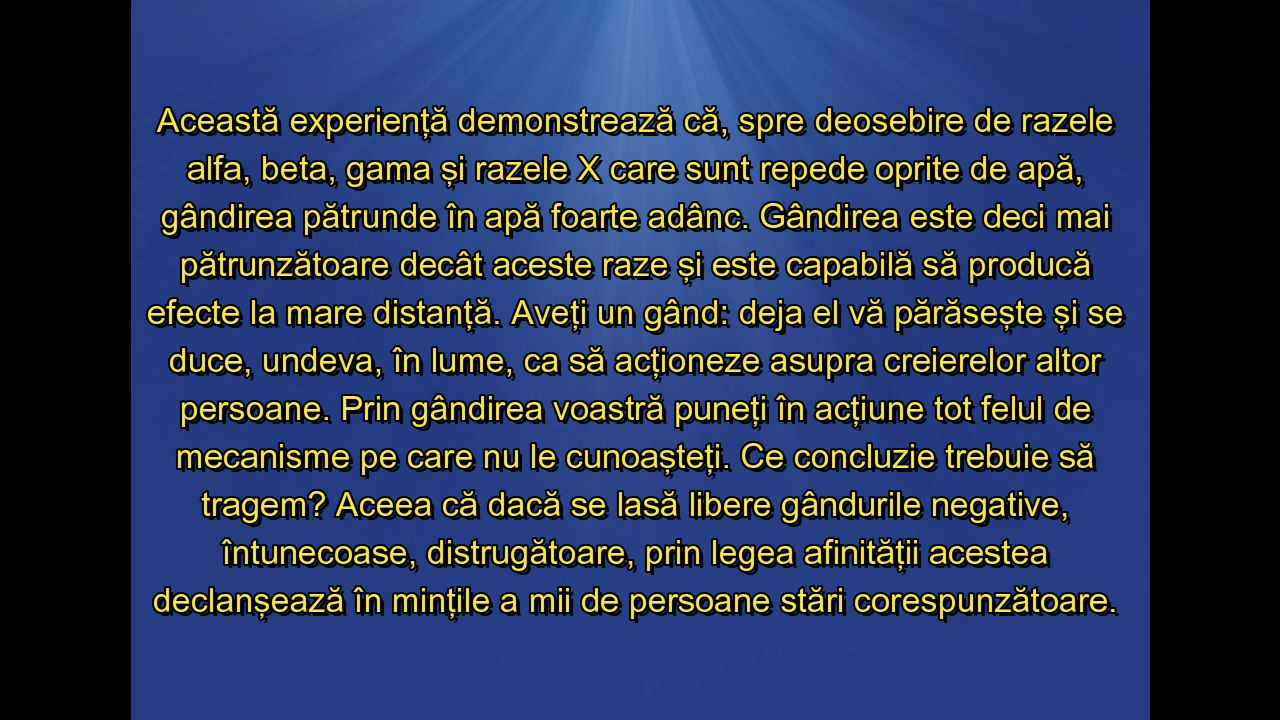 Această experiență demonstrează că, spre deosebire de razele
alfa, beta, gama și razele X care sunt repede oprite de apă,
gândirea pătrunde în apă foarte adânc. Gândirea este deci mai
pătrunzătoare decât aceste raze și este capabilă să producă
efecte la mare distanță. Aveți un gând: deja el vă părăsește și se
duce, undeva, în lume, ca să acționeze asupra creierelor altor
persoane. Prin gândirea voastră puneți în acțiune tot felul de
mecanisme pe care nu le cunoașteți. Ce concluzie trebuie să
tragem? Aceea că dacă se lasă libere gândurile negative,
întunecoase, distrugătoare, prin legea afinității acestea
declanșează în mințile a mii de persoane stări corespunzătoare.